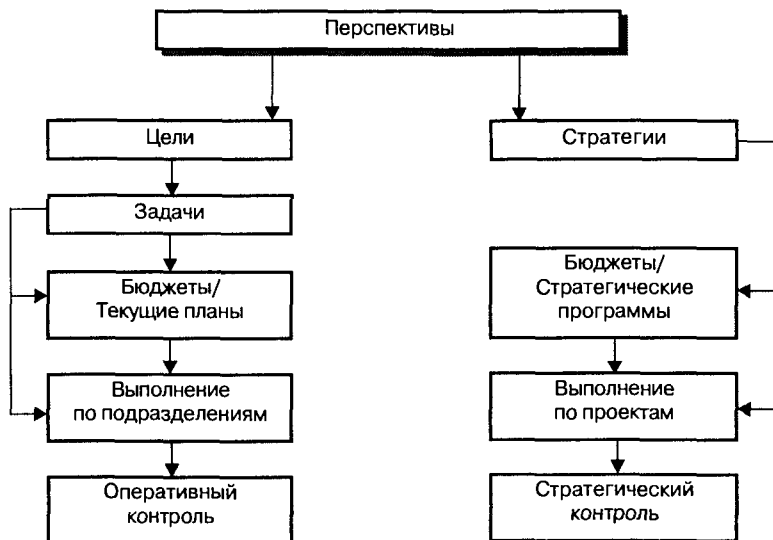 Перспективы
Цели
Стратегии
Задачи
Бюджеты/
Текущие планы
Бюджеты/
Стратегические
программы
Выполнение
по подразделениям
Выполнение
по проектам
Оперативный
контроль
Стратегический
контроль